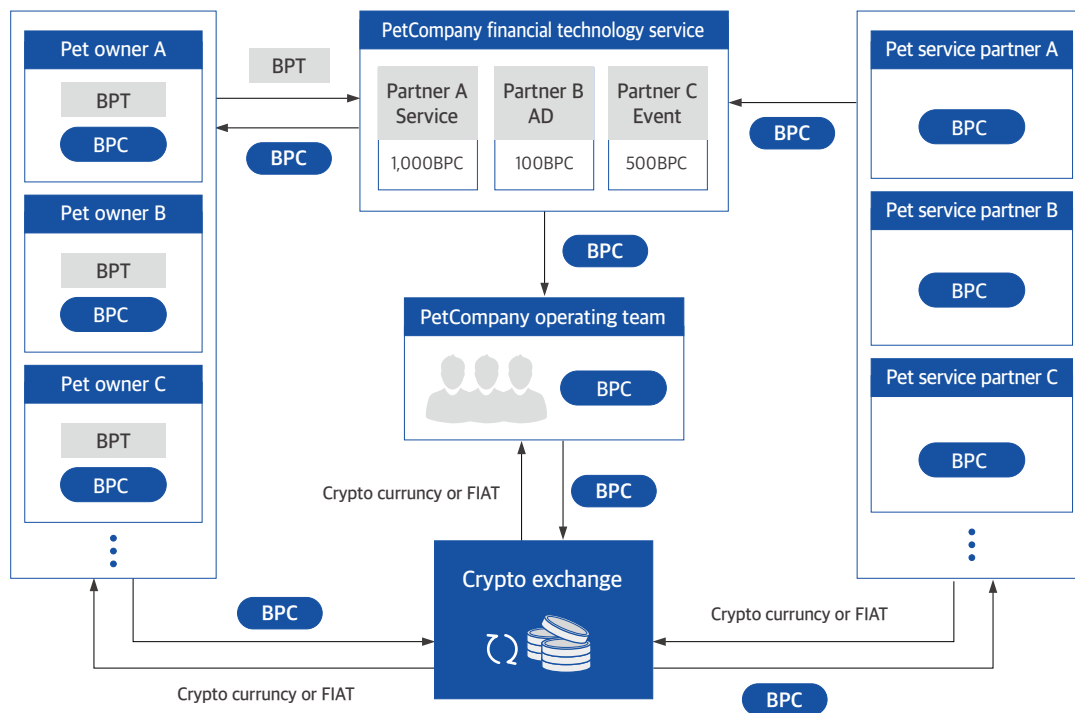 Pet owner A
BPT
BPC
Pet owner B
BPT
BPC
Pet owner C
BPT
BPC
BPT
BPC
PetCompany financial technology service
Partner A
Service
1,000BPC
Partner B
AD
100BPC
Partner C
Event
500BPC
BPC
Pet service partner A
BPC
Pet service partner B
BPC
Pet service partner C
BPC
BPC
PetCompany operating team
BPC
Crypto curruncy or FIAT
BPC
Crypto exchange
BPC
Crypto curruncy or FIAT
Crypto curruncy or FIAT
BPC